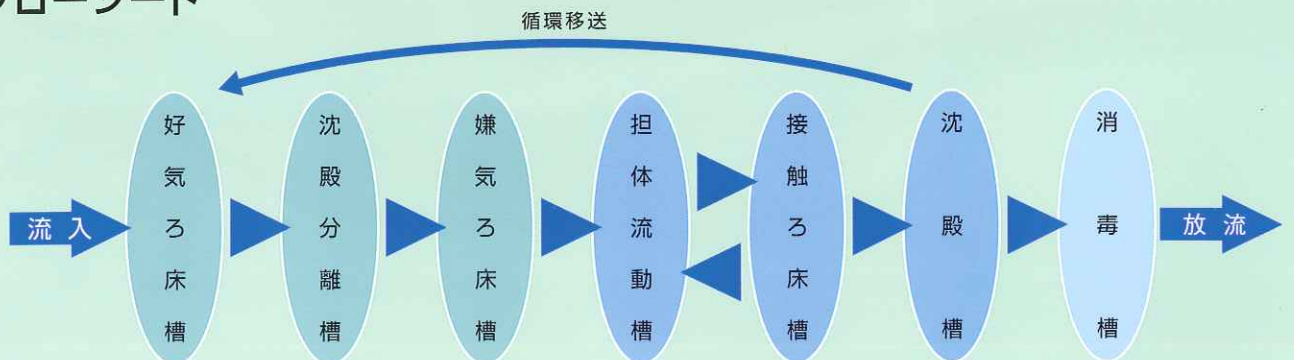 フローシート
循環移送
流入
好気ろ床槽
沈殿分離槽
嫌気ろ床槽
担体流動槽
接触ろ床槽
沈殿槽
消毒槽
放流